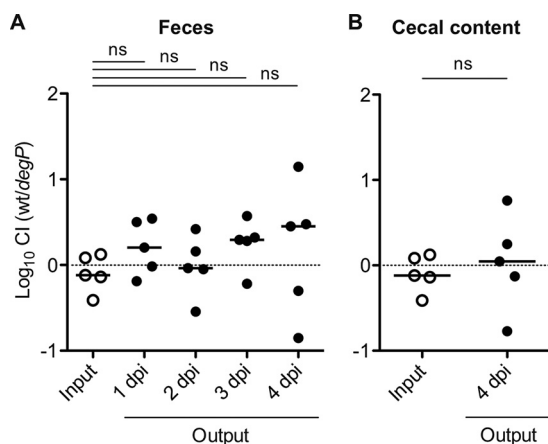 A
Feces
ns
ns
ns
ns
Log10 CI (wt/degP)
2
1
0
-1
Input
1 dpi
2 dpi
3 dpi
4 dpi
Output
B
Cecal content
ns
2
1
0
-1
Input
4 dpi
Output